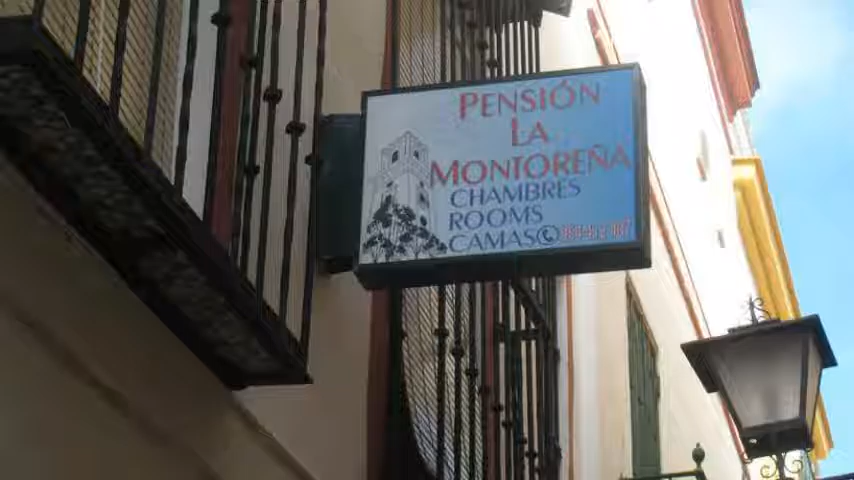 PENSIÓN
LA
MONTOREÑA
CHAMBRES
ROOMS
CAMAS